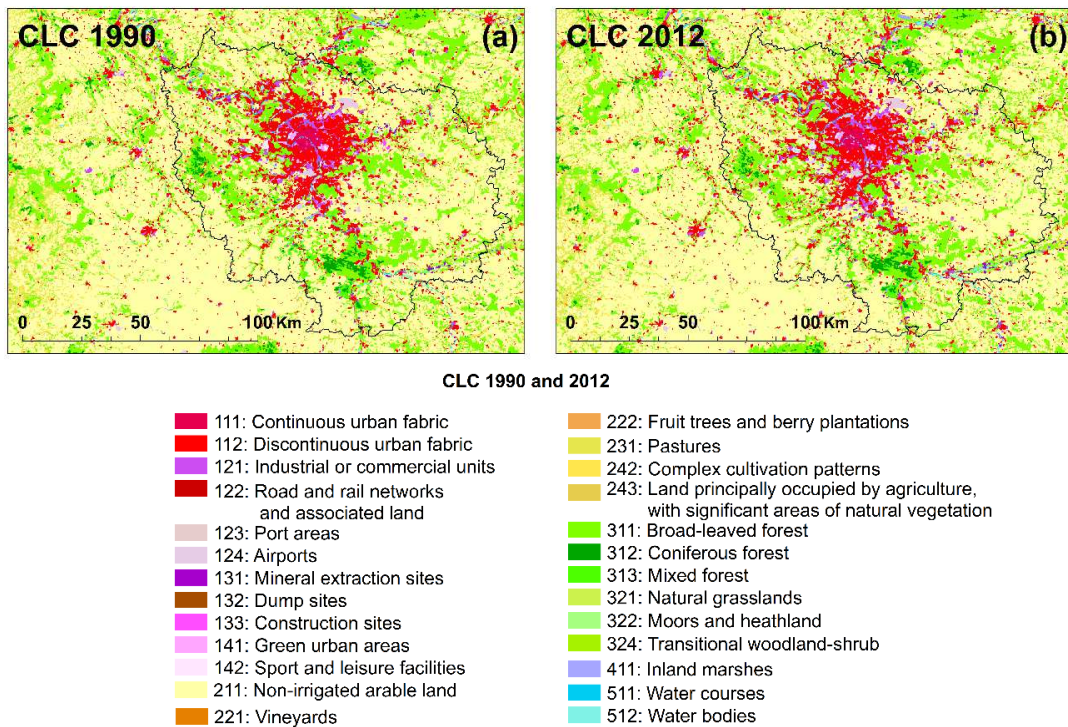 CLC 1990 (a)
0 25 50 100 Km
CLC 2012 (b)
0 25 50 100 Km
CLC 1990 and 2012
111: Continuous urban fabric
112: Discontinuous urban fabric
121: Industrial or commercial units
122: Road and rail networks
and associated land
123: Port areas
124: Airports
131: Mineral extraction sites
132: Dump sites
133: Construction sites
141: Green urban areas
142: Sport and leisure facilities
211: Non-irrigated arable land
221: Vineyards
222: Fruit trees and berry plantations
231: Pastures
242: Complex cultivation patterns
243: Land principally occupied by agriculture,
with significant areas of natural vegetation
311: Broad-leaved forest
312: Coniferous forest
313: Mixed forest
321: Natural grasslands
322: Moors and heathland
324: Transitional woodland-shrub
411: Inland marshes
511: Water courses
512: Water bodies